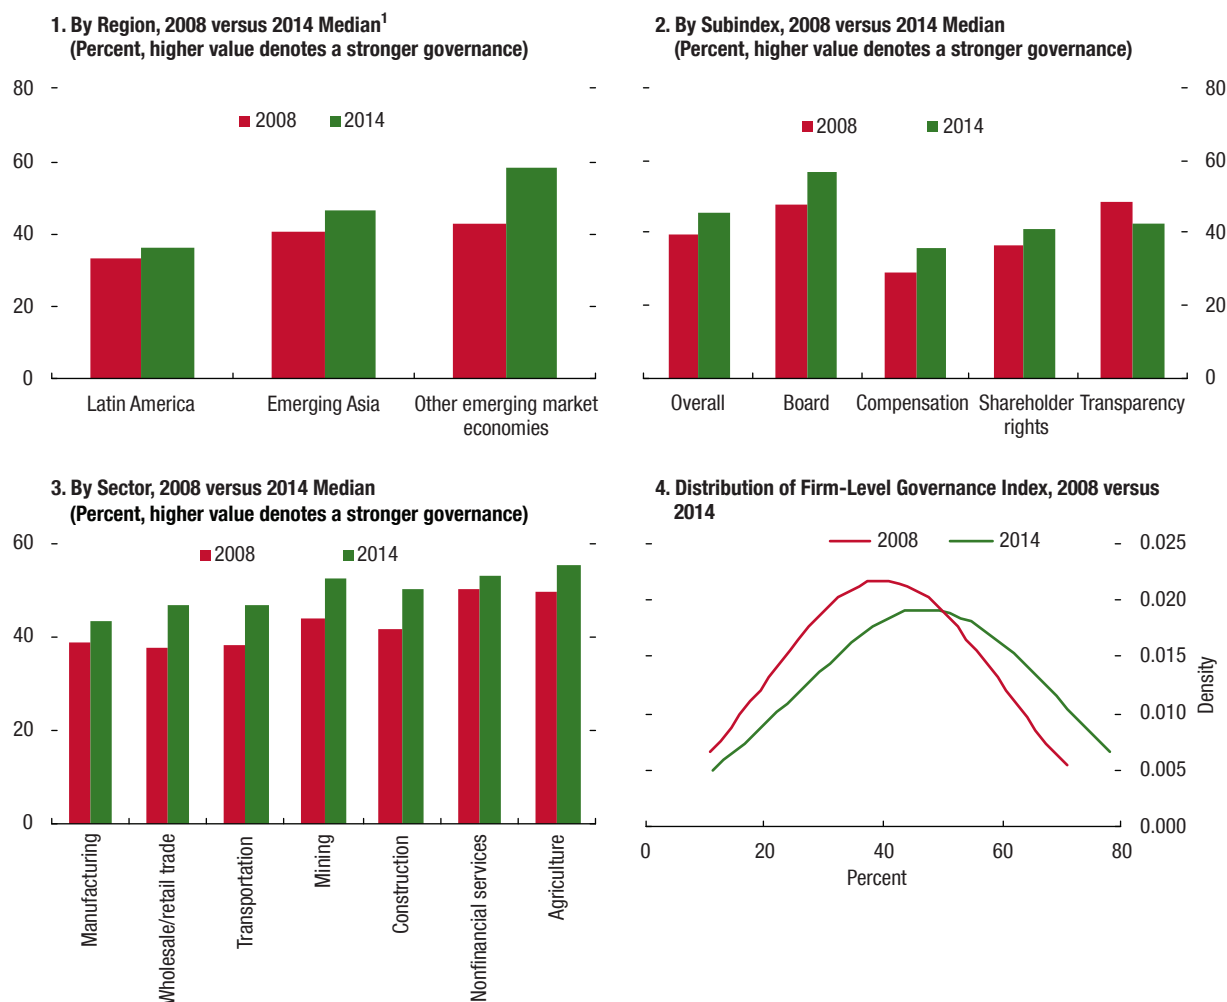 1. By Region, 2008 versus 2014 Median1
(Percent, higher value denotes a stronger governance)
80
60
40
20
0
2008
2014
Latin America
Emerging Asia
Other emerging market
economies
2. By Subindex, 2008 versus 2014 Median
(Percent, higher value denotes a stronger governance)
2008
2014
80
60
40
20
0
Overall
Board
Compensation
Shareholder
rights
Transparency
3. By Sector, 2008 versus 2014 Median
(Percent, higher value denotes a stronger governance)
60
40
20
0
2008
2014
Manufacturing
Wholesale/retail trade
Transportation
Mining
Construction
Nonfinancial services
Agriculture
4. Distribution of Firm-Level Governance Index, 2008 versus
2014
2008
2014
0.025
0.020
0.015
0.010
0.005
0.000
Density
0
20
40
60
80
Percent